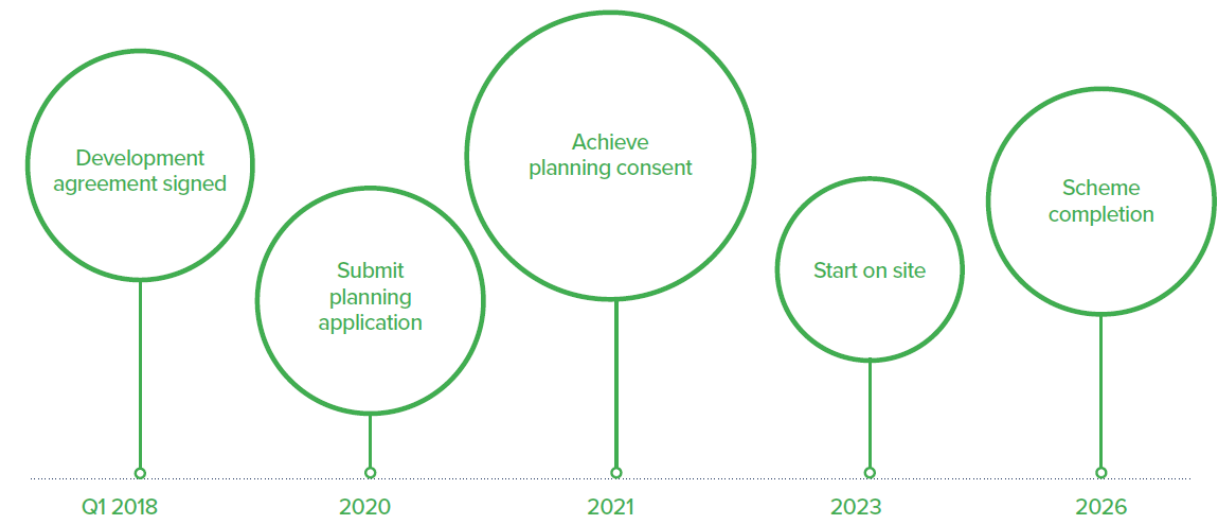 Development
agreement signed
Submit
planning
application
Achieve
planning consent
Start on site
Scheme
completion
Q1 2018
2020
2021
2023
2026